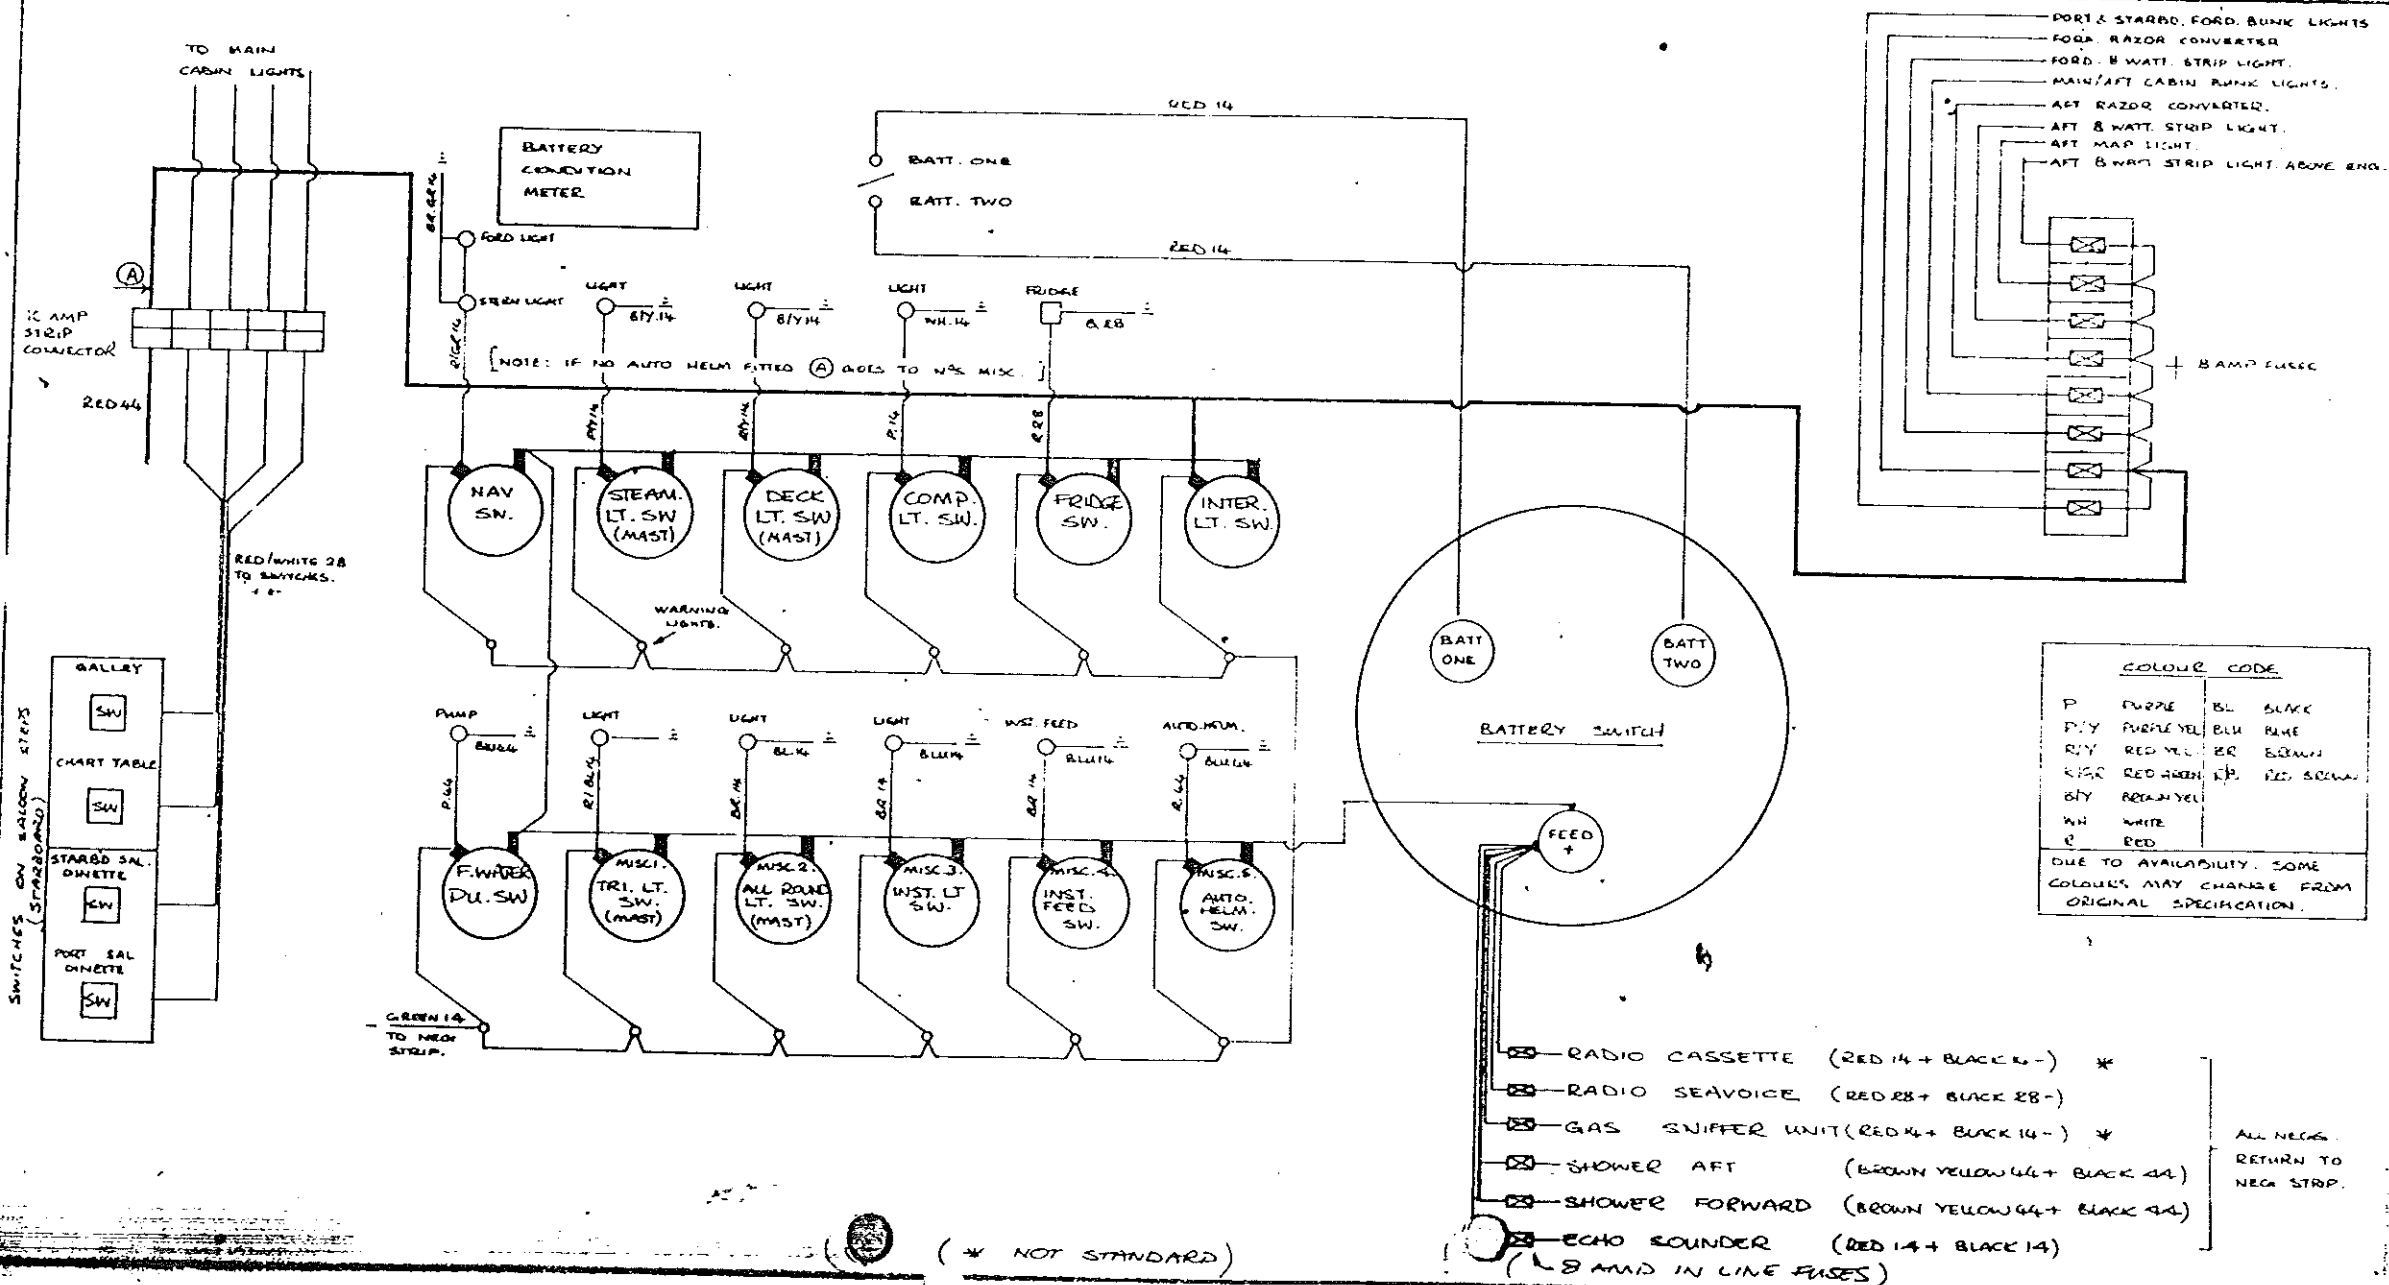 TO MAIN
CABIN LIGHTS
A
AMP
STRIP
CONNECTOR
RED 44
RED/WHITE 28
TO SWITCHES.
SWITCHES ON SALOON STEPS
(STARBOARD)
GALLEY
SW
CHART TABLE
SW
STARBD SAL.
DINETTE
SW
PORT SAL
DINETTE
SW
BATTERY
CONDITION
METER
BR.GR.14
FORD LIGHT
STERN LIGHT
R/GR 14
LIGHT
B/Y.14
LIGHT
B/Y14
LIGHT
WH.14
FRIDGE
B 28
[NOTE: IF NO AUTO HELM FITTED (A) GOES TO Nº5 MISC.]
P/Y14
R/Y14
P.14
R 28
NAV
SW.
STEAM.
LT. SW
(MAST)
DECK
LT. SW
(MAST)
COMP.
LT. SW.
FRIDGE
SW.
INTER.
LT. SW.
WARNING
LIGHTS.
PUMP
LIGHT
LIGHT
BL.14
LIGHT
BLU14
INST. FEED
BLU14
AUTO.HELM.
BLU44
P.44
R/BL14
BR.14
BR 14
BR 14
R.44
F.WATER
PU. SW
MISC 1.
TRI. LT.
SW.
(MAST)
MISC. 2.
ALL ROUND
LT. SW.
(MAST)
MISC. 3.
INST. LT
SW.
MISC. 4.
INST.
FEED
SW.
MISC. 5.
AUTO.
HELM.
SW.
- GREEN 14
TO NEG
STRIP.
RED 14
BATT. ONE
BATT. TWO
RED 14
BATT
ONE
BATT
TWO
BATTERY SWITCH
FEED
+
PORT & STARBD. FORD. BUNK LIGHTS
FORD. RAZOR CONVERTER
FORD. 8 WATT. STRIP LIGHT.
MAIN/AFT CABIN BUNK LIGHTS.
AFT RAZOR CONVERTER.
AFT 8 WATT. STRIP LIGHT.
AFT MAP LIGHT.
AFT 8 WATT STRIP LIGHT. ABOVE ENG.
+ 8 AMP FUSES
COLOUR CODE
P PURPLE BL BLACK
P/Y PURPLE YEL BLU BLUE
R/Y RED YEL. BR BROWN
R/GR RED GREEN R/B RED BROWN
B/Y BROWN YEL
WH WHITE
R RED
DUE TO AVAILABILITY. SOME
COLOURS MAY CHANGE FROM
ORIGINAL SPECIFICATION.
RADIO CASSETTE (RED 14 + BLACK 14 -) *
RADIO SEAVOICE (RED 28 + BLACK 28 -)
GAS SNIFFER UNIT (RED 14 + BLACK 14 -) *
SHOWER AFT (BROWN YELLOW 44 + BLACK 44)
SHOWER FORWARD (BROWN YELLOW 44 + BLACK 44)
ECHO SOUNDER (RED 14 + BLACK 14)
ALL NEGS.
RETURN TO
NEG STRIP.
(* NOT STANDARD)
(8 AMP IN LINE FUSES)